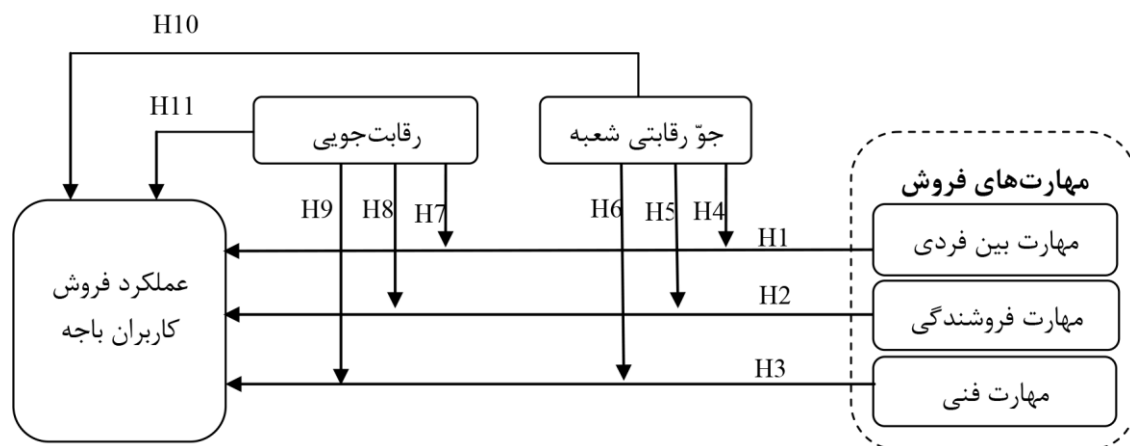 H10
H11
رقابت‌جویی
جوّ رقابتی شعبه
مهارت‌های فروش
H9
H8
H7
H6
H5
H4
مهارت بین فردی
H1
مهارت فروشندگی
H2
مهارت فنی
H3
عملکرد فروش
کاربران باجه